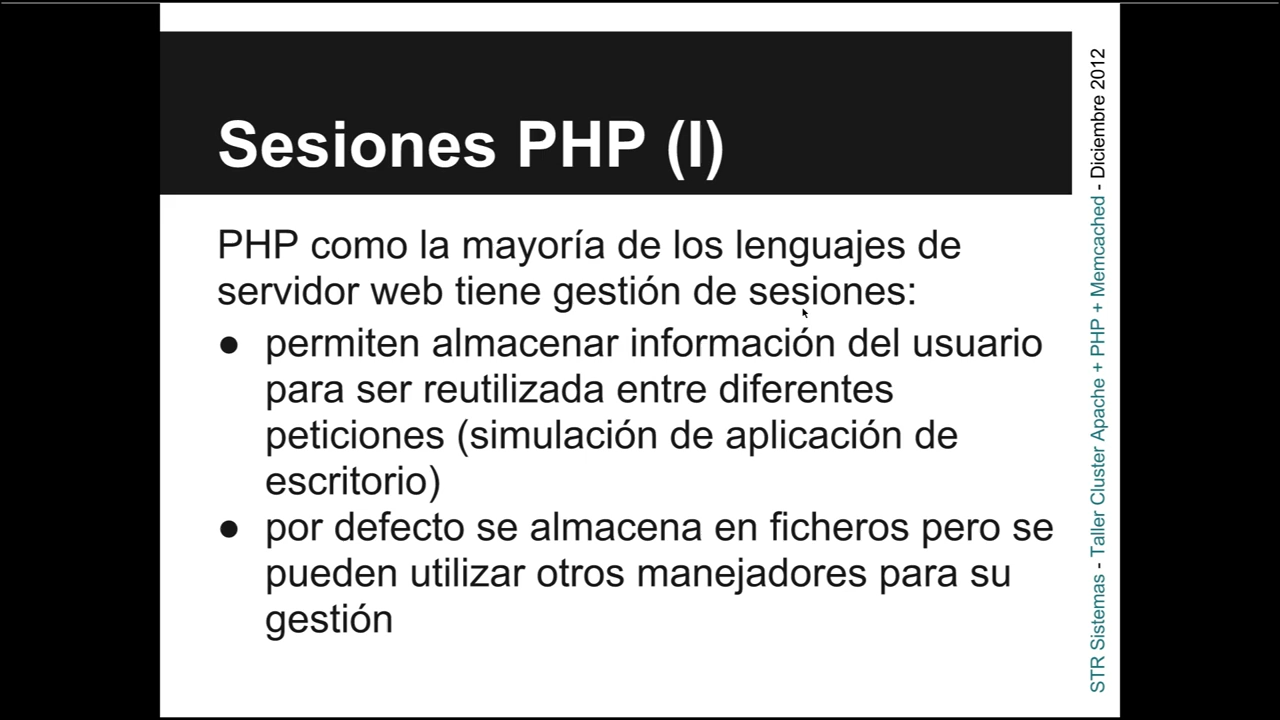 Sesiones PHP (I)
PHP como la mayoría de los lenguajes de
servidor web tiene gestión de sesiones:
● permiten almacenar información del usuario
para ser reutilizada entre diferentes
peticiones (simulación de aplicación de
escritorio)
● por defecto se almacena en ficheros pero se
pueden utilizar otros manejadores para su
gestión
STR Sistemas - Taller Cluster Apache + PHP + Memcached - Diciembre 2012